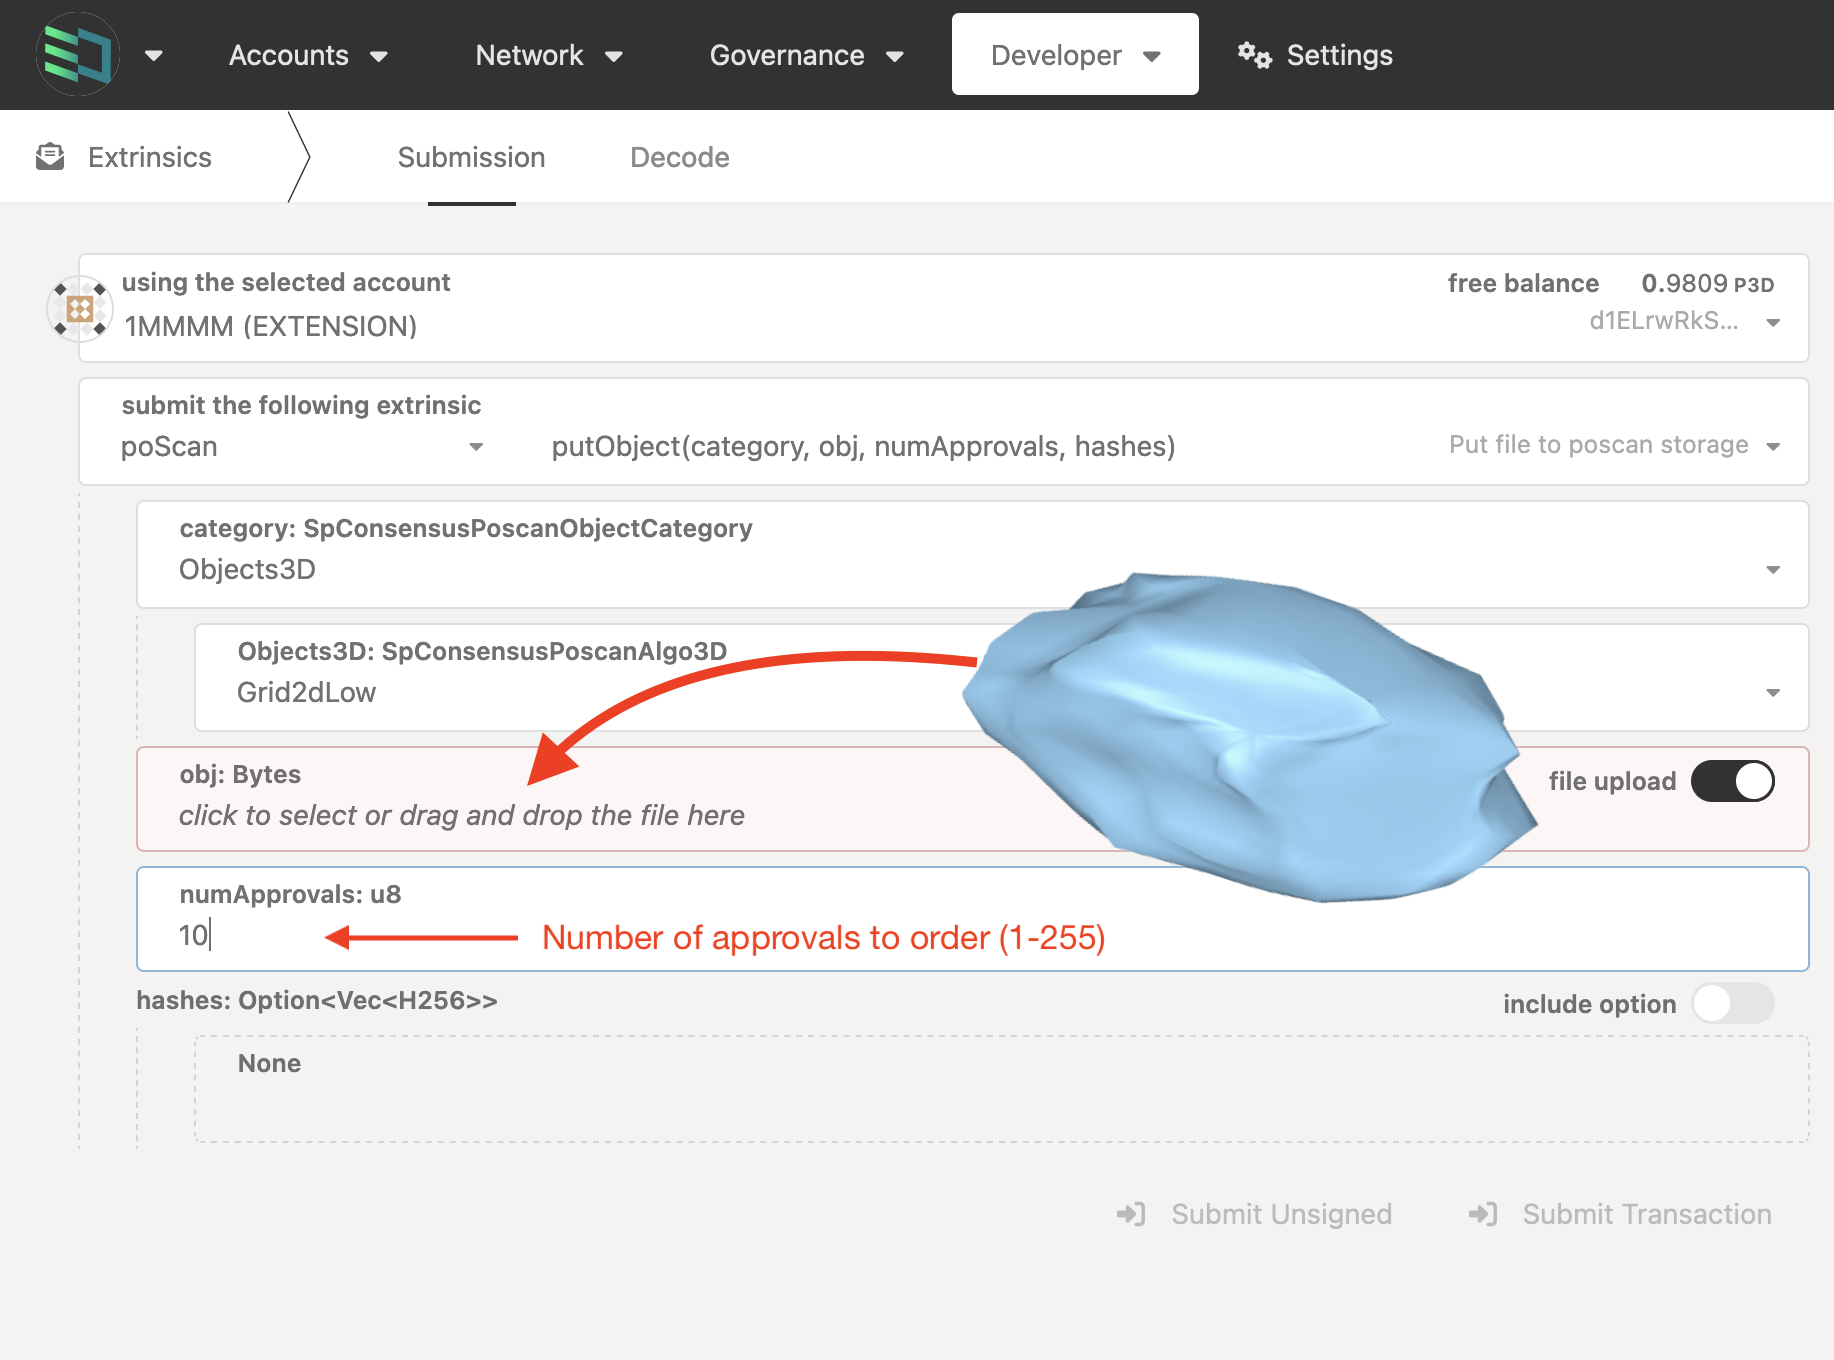 Accounts Network Governance Developer Settings
Extrinsics Submission Decode
using the selected account
free balance 0.9809 P3D
1MMMM (EXTENSION)
d1ELrwRkS...
submit the following extrinsic
poScan putObject(category, obj, numApprovals, hashes) Put file to poscan storage
category: SpConsensusPoscanObjectCategory
Objects3D
Objects3D: SpConsensusPoscanAlgo3D
Grid2dLow
obj: Bytes
file upload
click to select or drag and drop the file here
numApprovals: u8
10
Number of approvals to order (1-255)
hashes: Option<Vec<H256>>
include option
None
Submit Unsigned Submit Transaction